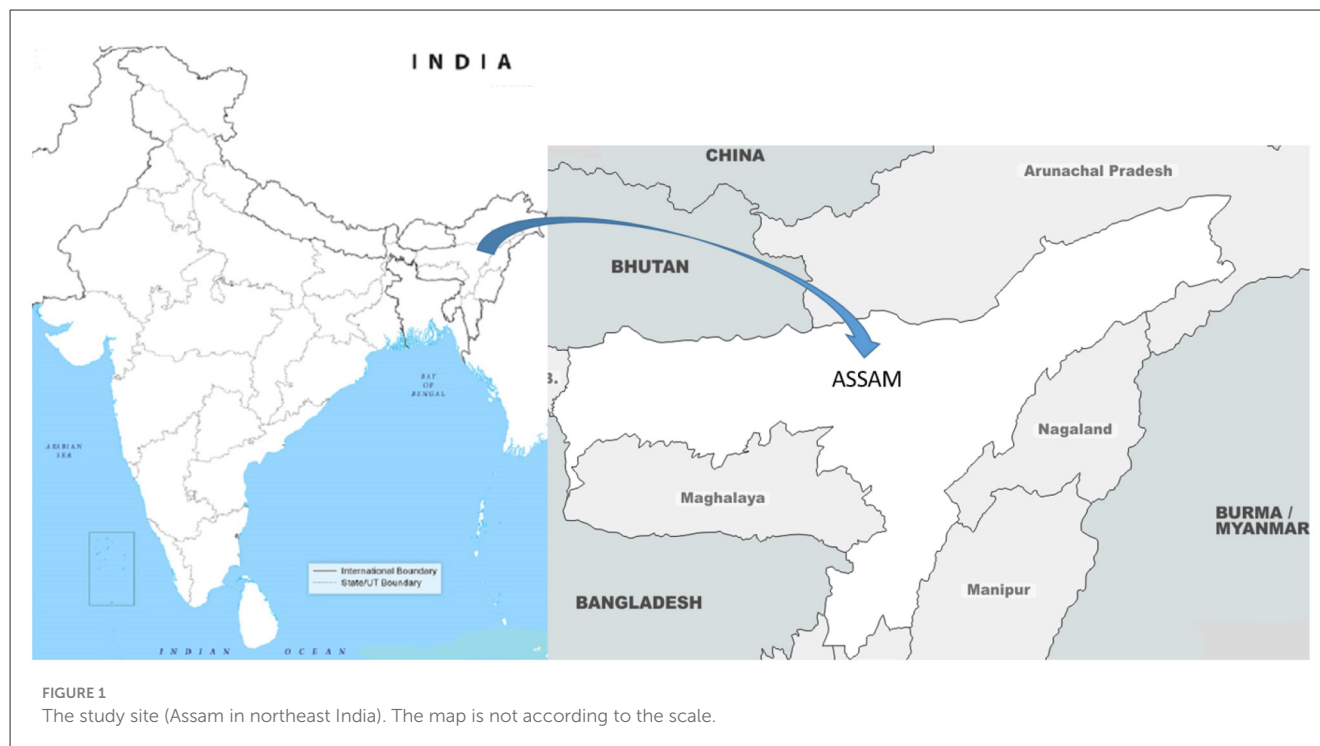 INDIA
CHINA
Arunachal Pradesh
BHUTAN
ASSAM
B.
Nagaland
BAY
OF
BENGAL
ARABIAN
SEA
Maghalaya
BURMA /
MYANMAR
International Boundary
State/UT Boundary
BANGLADESH
Manipur
INDIAN OCEAN
FIGURE 1
The study site (Assam in northeast India). The map is not according to the scale.